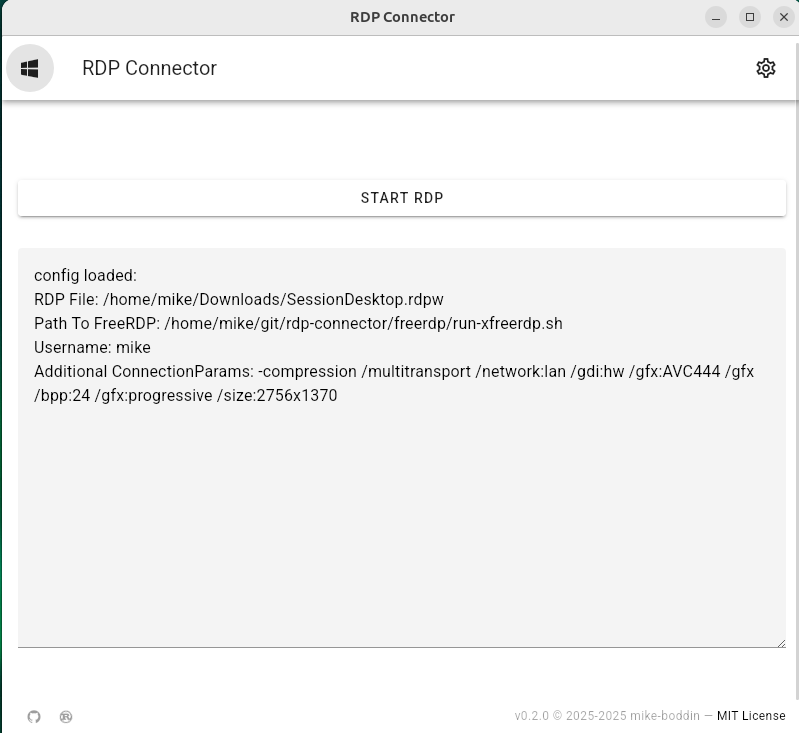 RDP Connector
RDP Connector
START RDP
config loaded:
RDP File: /home/mike/Downloads/SessionDesktop.rdpw
Path To FreeRDP: /home/mike/git/rdp-connector/freerdp/run-xfreerdp.sh
Username: mike
Additional ConnectionParams: -compression /multitransport /network:lan /gdi:hw /gfx:AVC444 /gfx
/bpp:24 /gfx:progressive /size:2756x1370
v0.2.0 © 2025-2025 mike-boddin — MIT License